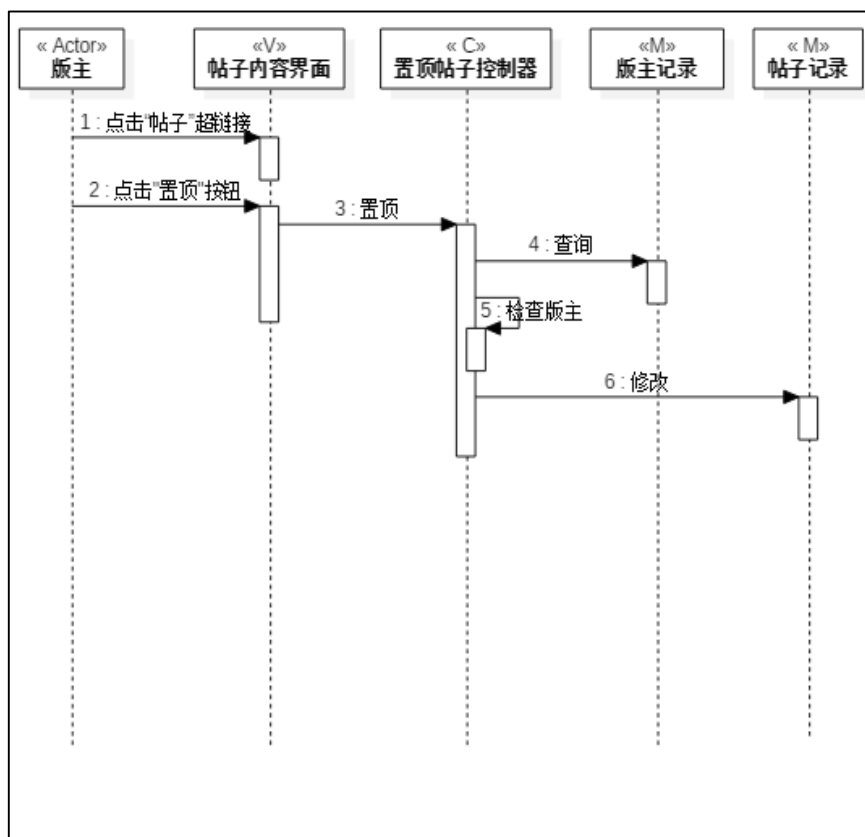 « Actor»
版主
«V»
帖子内容界面
« C»
置顶帖子控制器
«M»
版主记录
« M»
帖子记录
1 : 点击"帖子"超链接
2 : 点击"置顶"按钮
3 : 置顶
4 : 查询
5 : 检查版主
6 : 修改